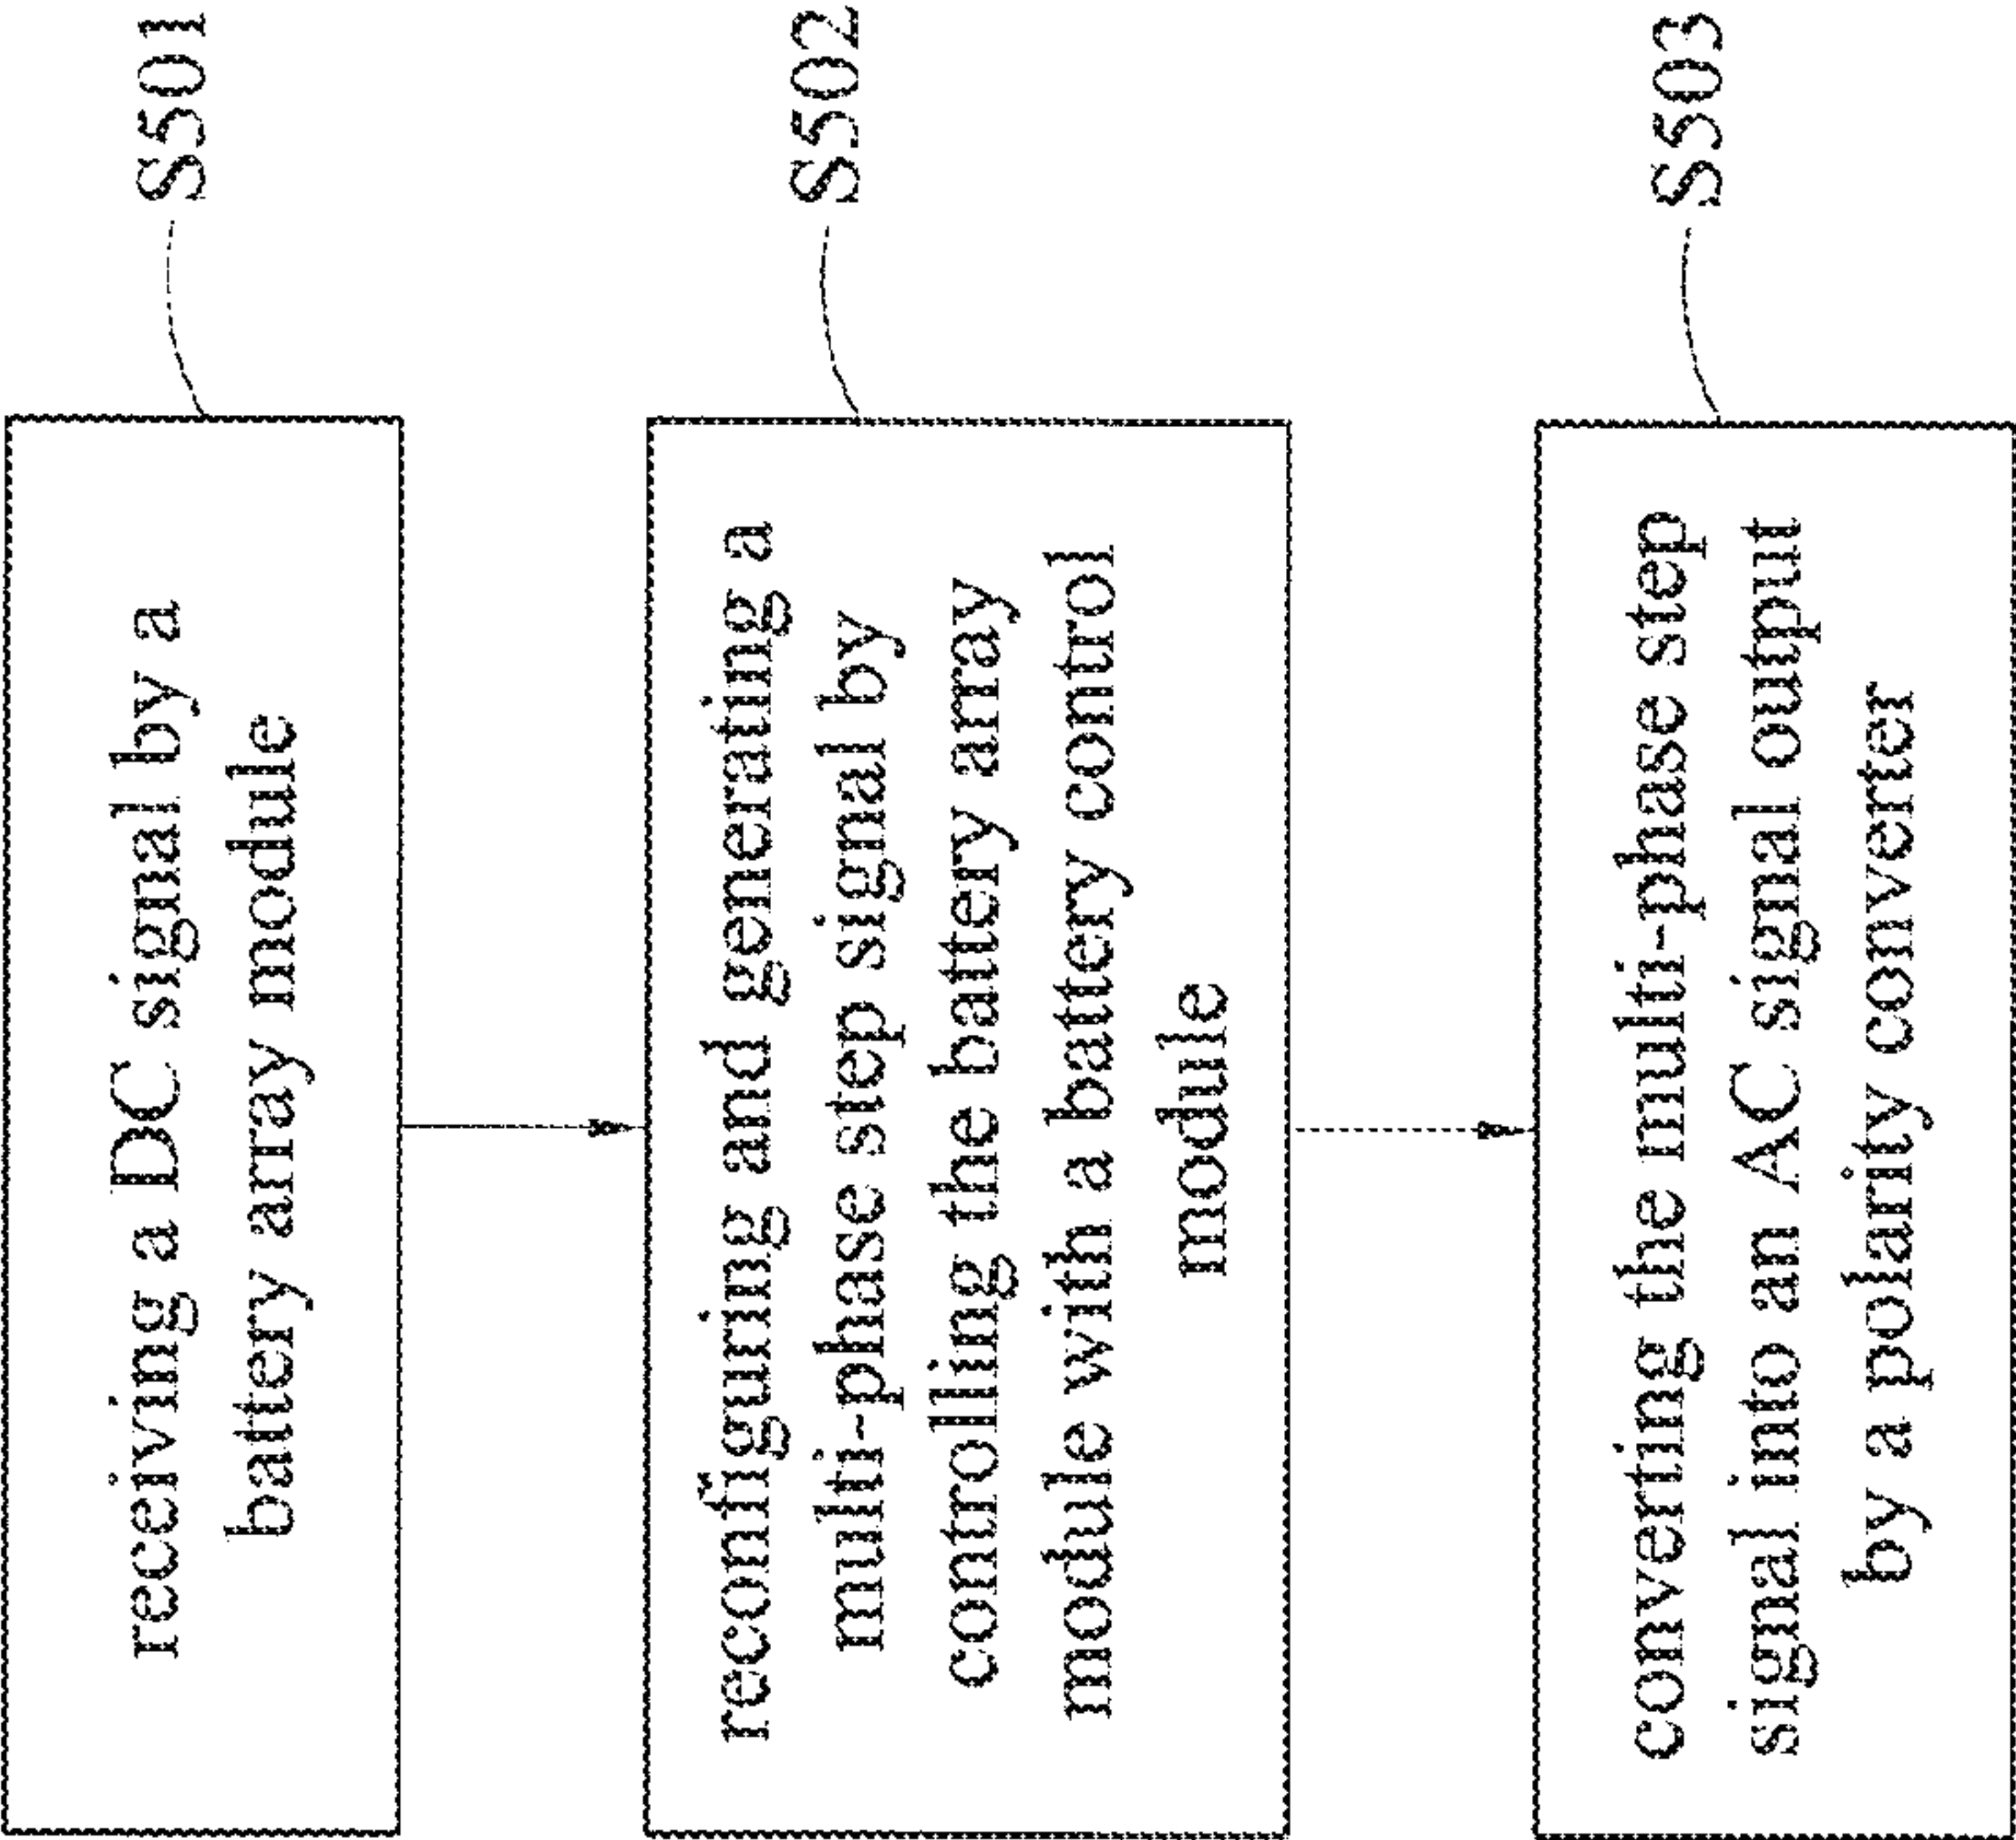 receiving a DC signal by a
battery array module
S501
reconfiguring and generating a
multi-phase step signal by
controlling the battery array
module with a battery control
module
S502
converting the multi-phase step
signal into an AC signal output
by a polarity converter
S503